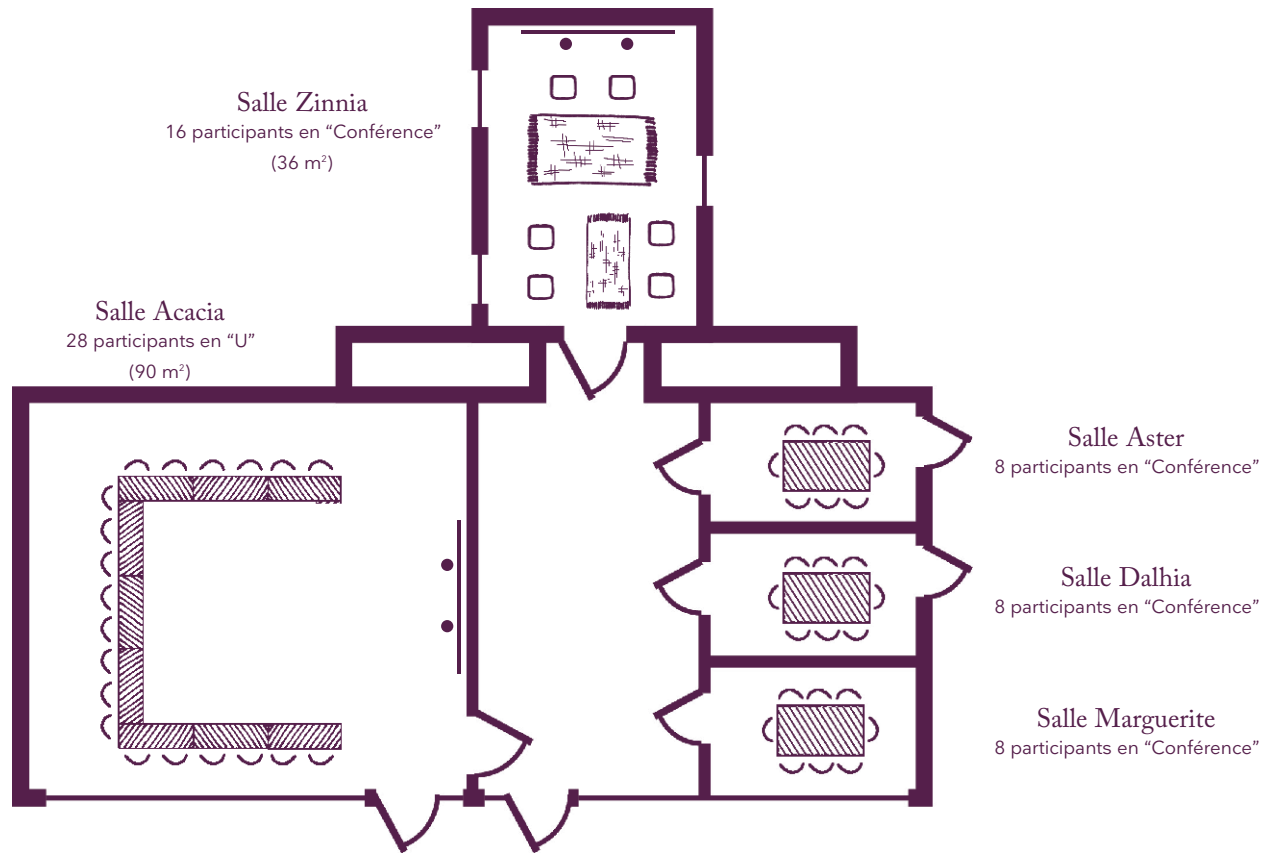 Salle Zinnia
16 participants en “Conférence”
(36 m²)
Salle Acacia
28 participants en “U”
(90 m²)
Salle Aster
8 participants en “Conférence”
Salle Dalhia
8 participants en “Conférence”
Salle Marguerite
8 participants en “Conférence”